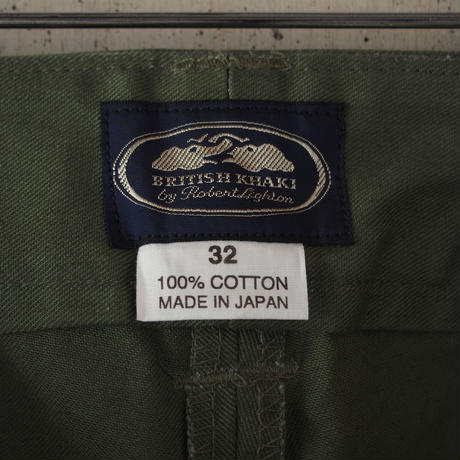 BRITISH KHAKI
by Robert Lighton
32
100% COTTON
MADE IN JAPAN